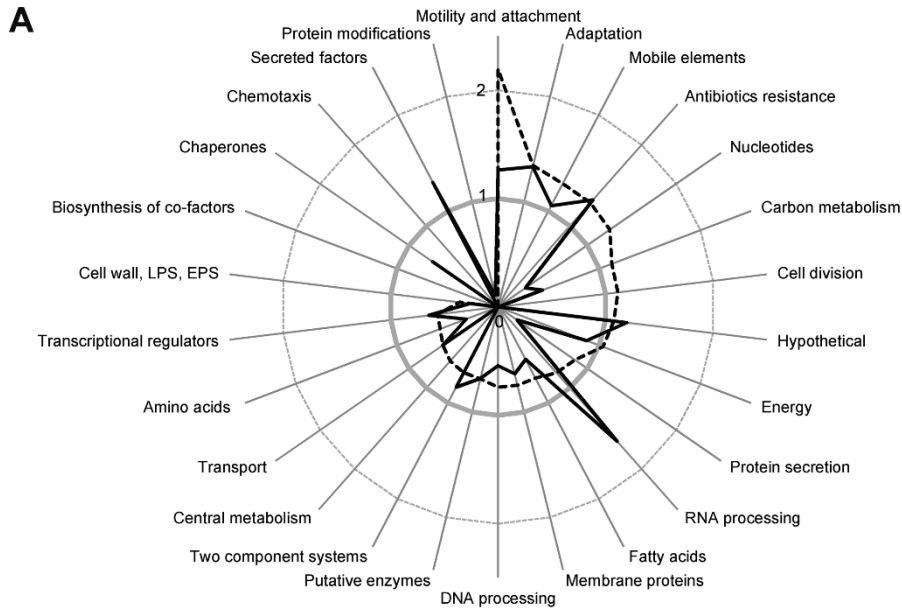 A
Motility and attachment
Protein modifications
Adaptation
Secreted factors
Mobile elements
Chemotaxis
Antibiotics resistance
Chaperones
Nucleotides
Biosynthesis of co-factors
Carbon metabolism
Cell wall, LPS, EPS
Cell division
Transcriptional regulators
Hypothetical
Amino acids
Energy
Transport
Protein secretion
Central metabolism
RNA processing
Two component systems
Fatty acids
Putative enzymes
Membrane proteins
DNA processing
2
1
0